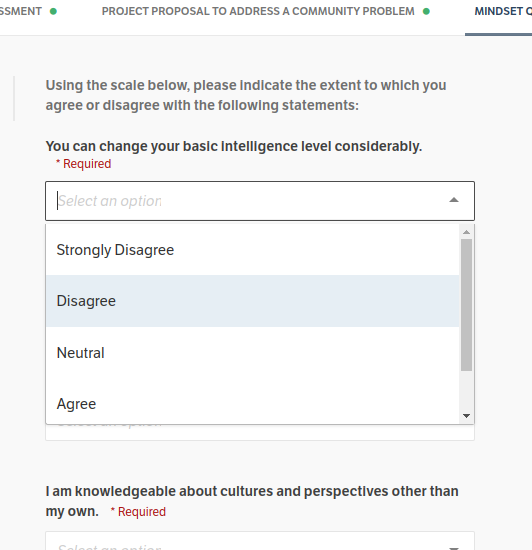 SSMENT
PROJECT PROPOSAL TO ADDRESS A COMMUNITY PROBLEM
MINDSET Q
Using the scale below, please indicate the extent to which you
agree or disagree with the following statements:
You can change your basic intelligence level considerably.
* Required
Select an option
Strongly Disagree
Disagree
Neutral
Agree
I am knowledgeable about cultures and perspectives other than
my own. * Required
Select an option